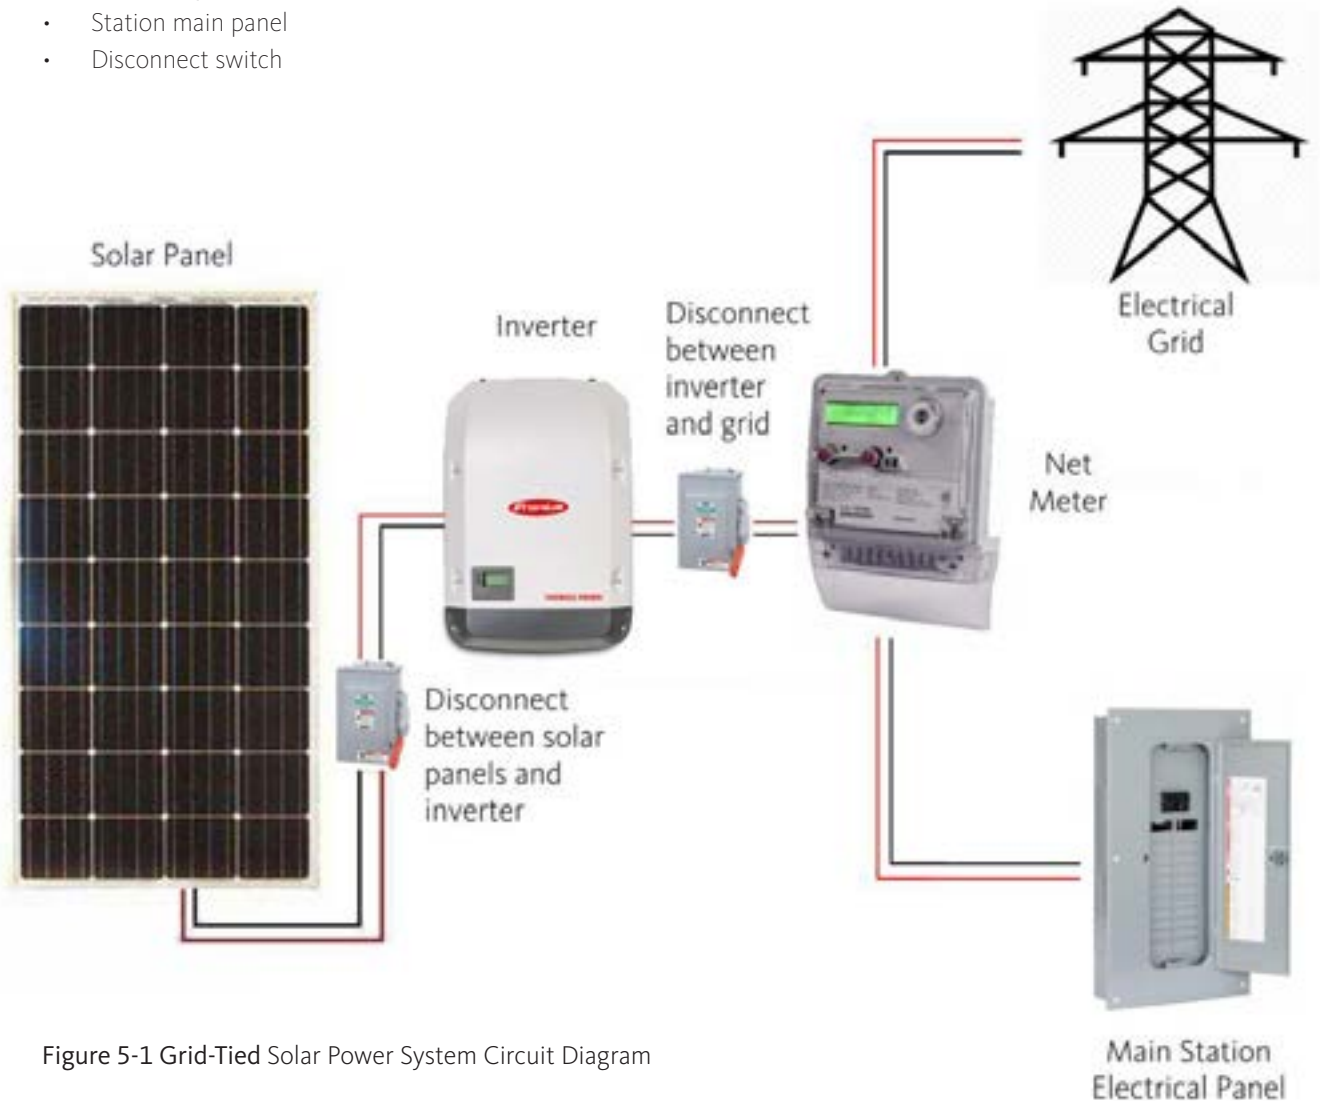 • Station main panel
• Disconnect switch
Solar Panel
Inverter
Disconnect
between
inverter
and grid
Electrical
Grid
Net
Meter
Fronius
Disconnect
between solar
panels and
inverter
Main Station
Electrical Panel
Figure 5-1 Grid-Tied Solar Power System Circuit Diagram